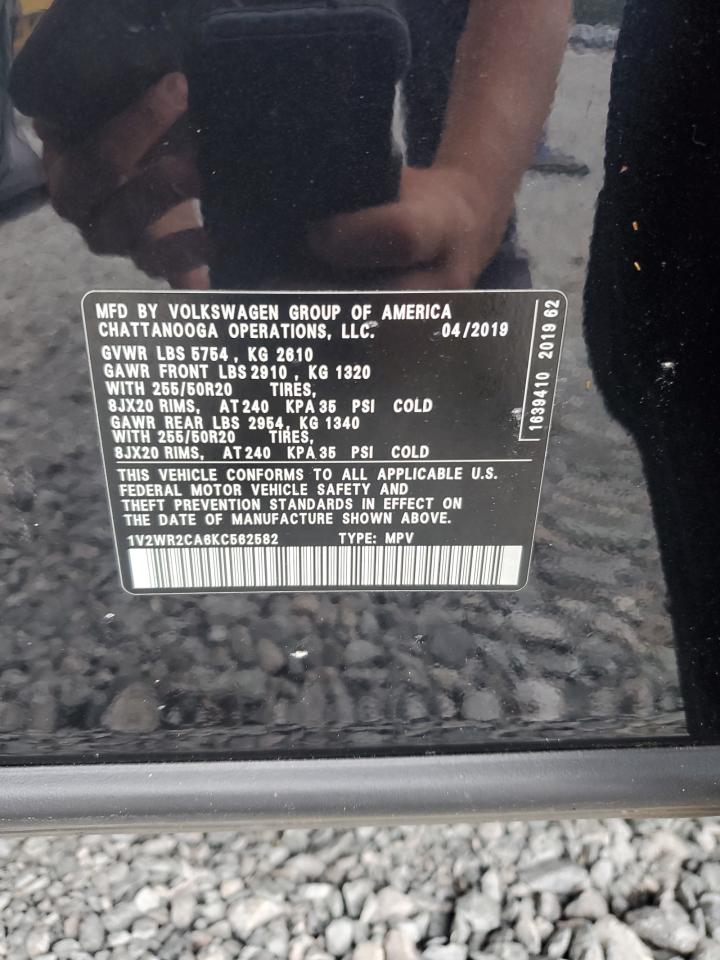 MFD BY VOLKSWAGEN GROUP OF AMERICA
CHATTANOOGA OPERATIONS, LLC. 04/2019
GVWR LBS 5754 , KG 2610
GAWR FRONT LBS 2910 , KG 1320
WITH 255/50R20 TIRES,
8JX20 RIMS, AT 240 KPA 35 PSI COLD
GAWR REAR LBS 2954, KG 1340
WITH 255/50R20 TIRES,
8JX20 RIMS, AT 240 KPA 35 PSI COLD
THIS VEHICLE CONFORMS TO ALL APPLICABLE U.S.
FEDERAL MOTOR VEHICLE SAFETY AND
THEFT PREVENTION STANDARDS IN EFFECT ON
THE DATE OF MANUFACTURE SHOWN ABOVE.
1V2WR2CA6KC562582 TYPE: MPV
1639410 2019 62